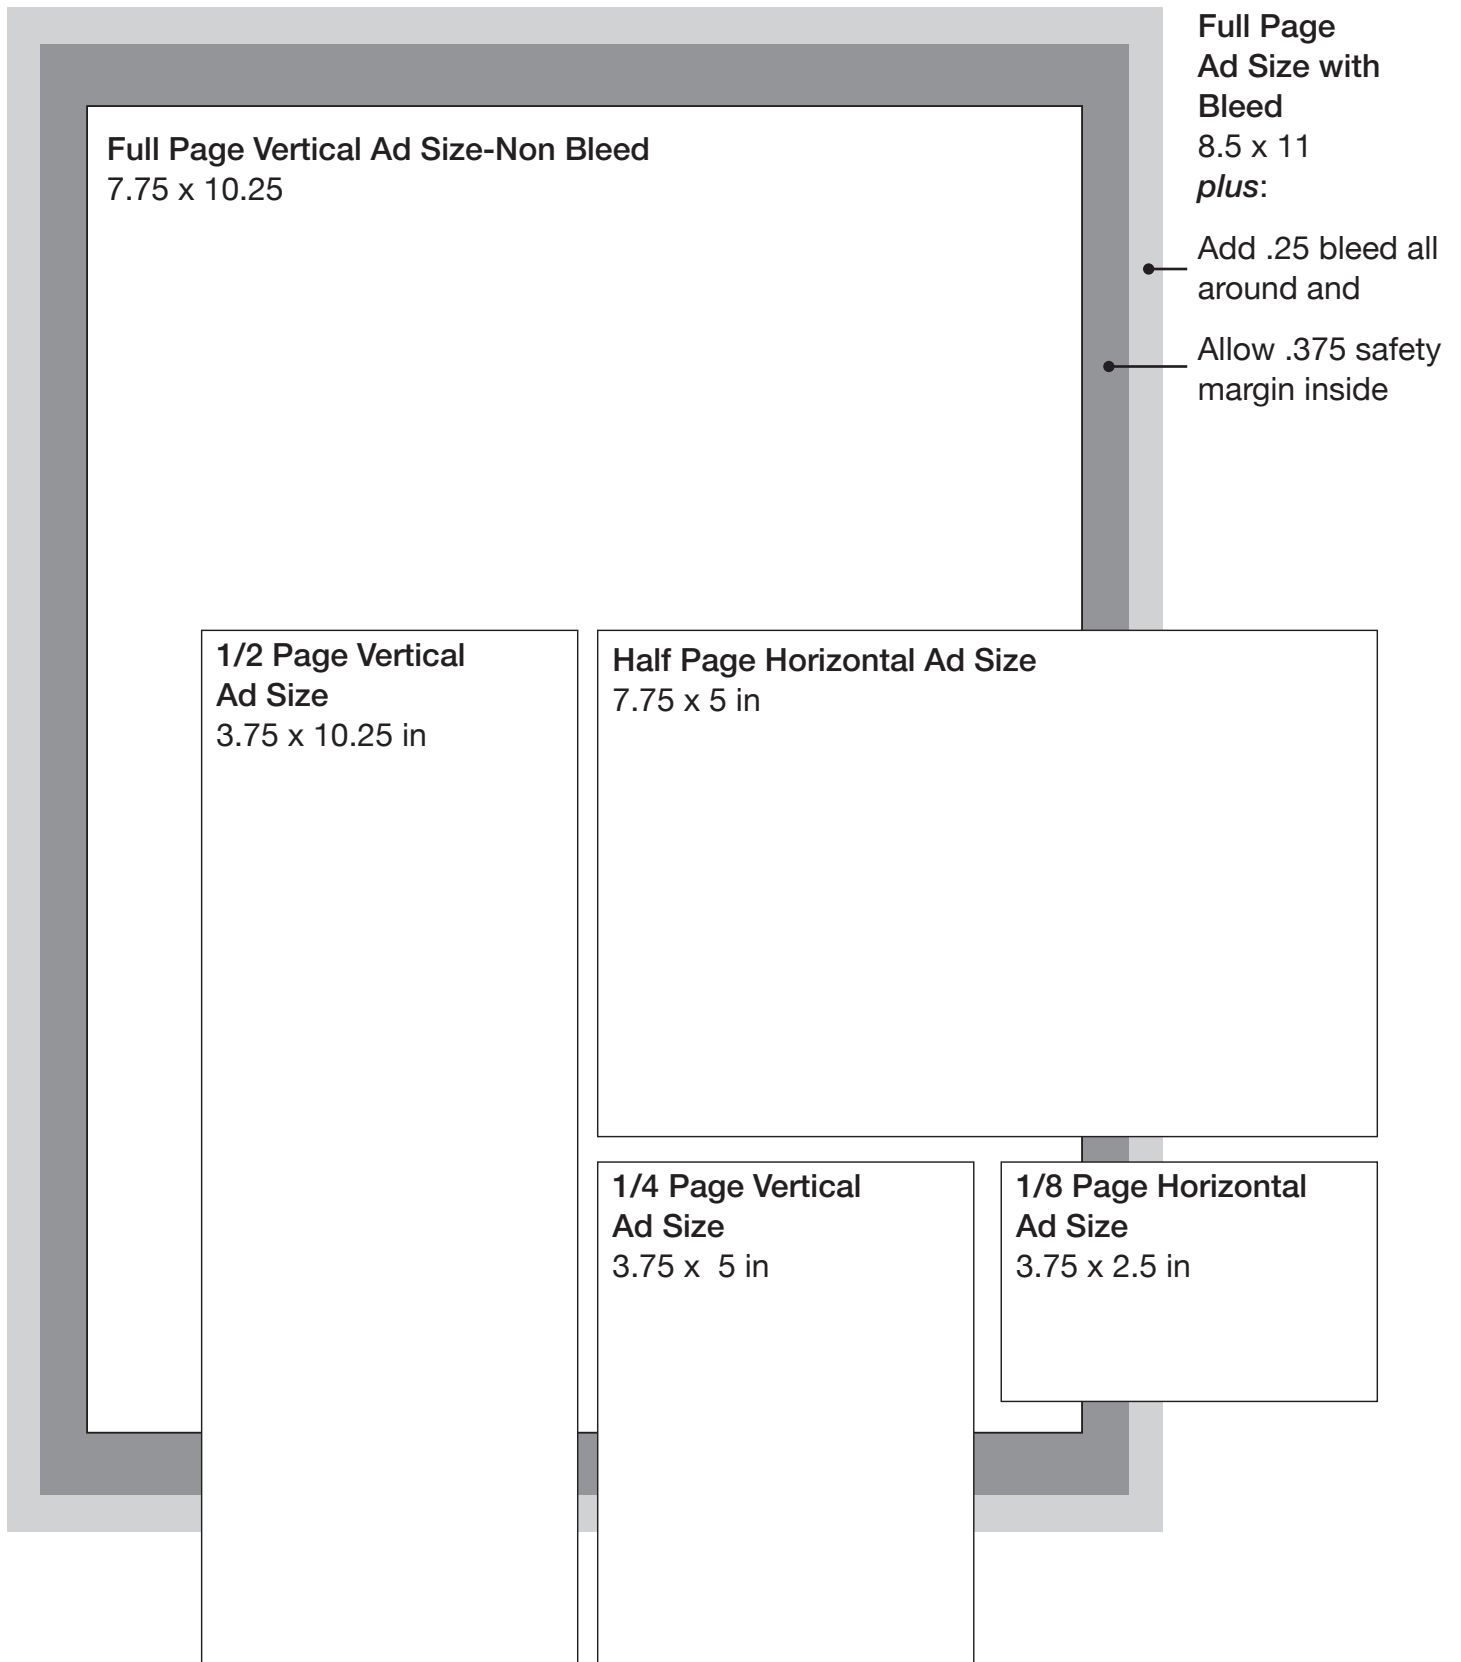 Full Page
Ad Size with
Bleed
8.5 x 11
plus:
Add .25 bleed all
around and
Allow .375 safety
margin inside
Full Page Vertical Ad Size-Non Bleed
7.75 x 10.25
1/2 Page Vertical
Ad Size
3.75 x 10.25 in
Half Page Horizontal Ad Size
7.75 x 5 in
1/4 Page Vertical
Ad Size
3.75 x  5 in
1/8 Page Horizontal
Ad Size
3.75 x 2.5 in